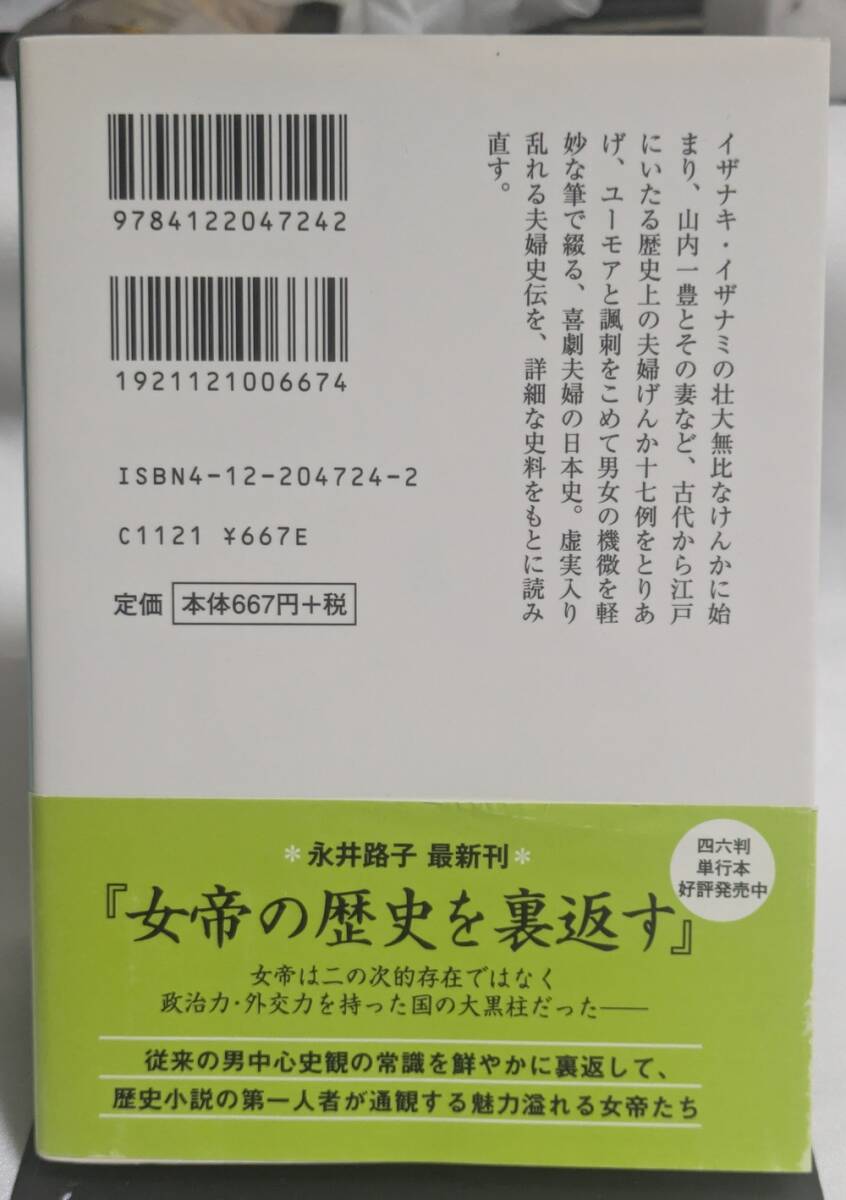 イザナキ・イザナミの壮大無比なけんかに始
まり、山内一豊とその妻など、古代から江戸
にいたる歴史上の夫婦げんか十七例をとりあ
げ、ユーモアと諷刺をこめて男女の機微を軽
妙な筆で綴る、喜劇夫婦の日本史。虚実入り
乱れる夫婦史伝を、詳細な史料をもとに読み
直す。
9784122047242
1921121006674
ISBN4-12-204724-2
C1121 ¥667E
定価 本体667円+税
＊永井路子 最新刊＊
『女帝の歴史を裏返す』
四六判
単行本
好評発売中
女帝は二の次的存在ではなく
政治力・外交力を持った国の大黒柱だった――
従来の男中心史観の常識を鮮やかに裏返して、
歴史小説の第一人者が通観する魅力溢れる女帝たち